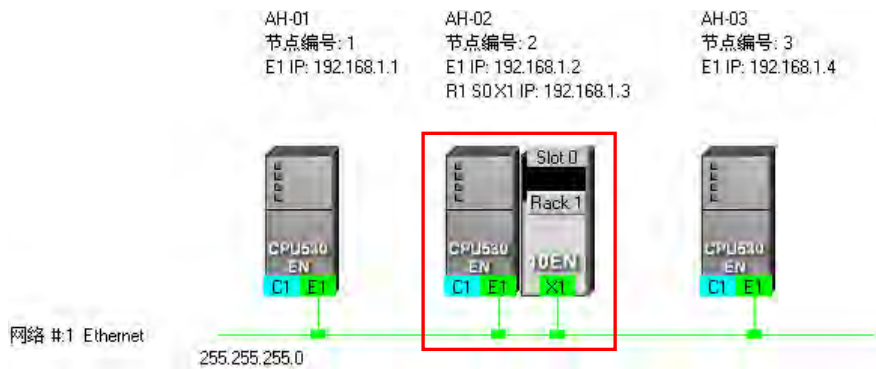 AH-01
节点编号: 1
E1 IP: 192.168.1.1
AH-02
节点编号: 2
E1 IP: 192.168.1.2
R1 S0 X1 IP: 192.168.1.3
AH-03
节点编号: 3
E1 IP: 192.168.1.4
CPU530
EN
C1 E1
CPU530
EN
C1 E1
Slot 0
Rack 1
10EN
X1
CPU530
EN
C1 E1
网络 #:1 Ethernet
255.255.255.0